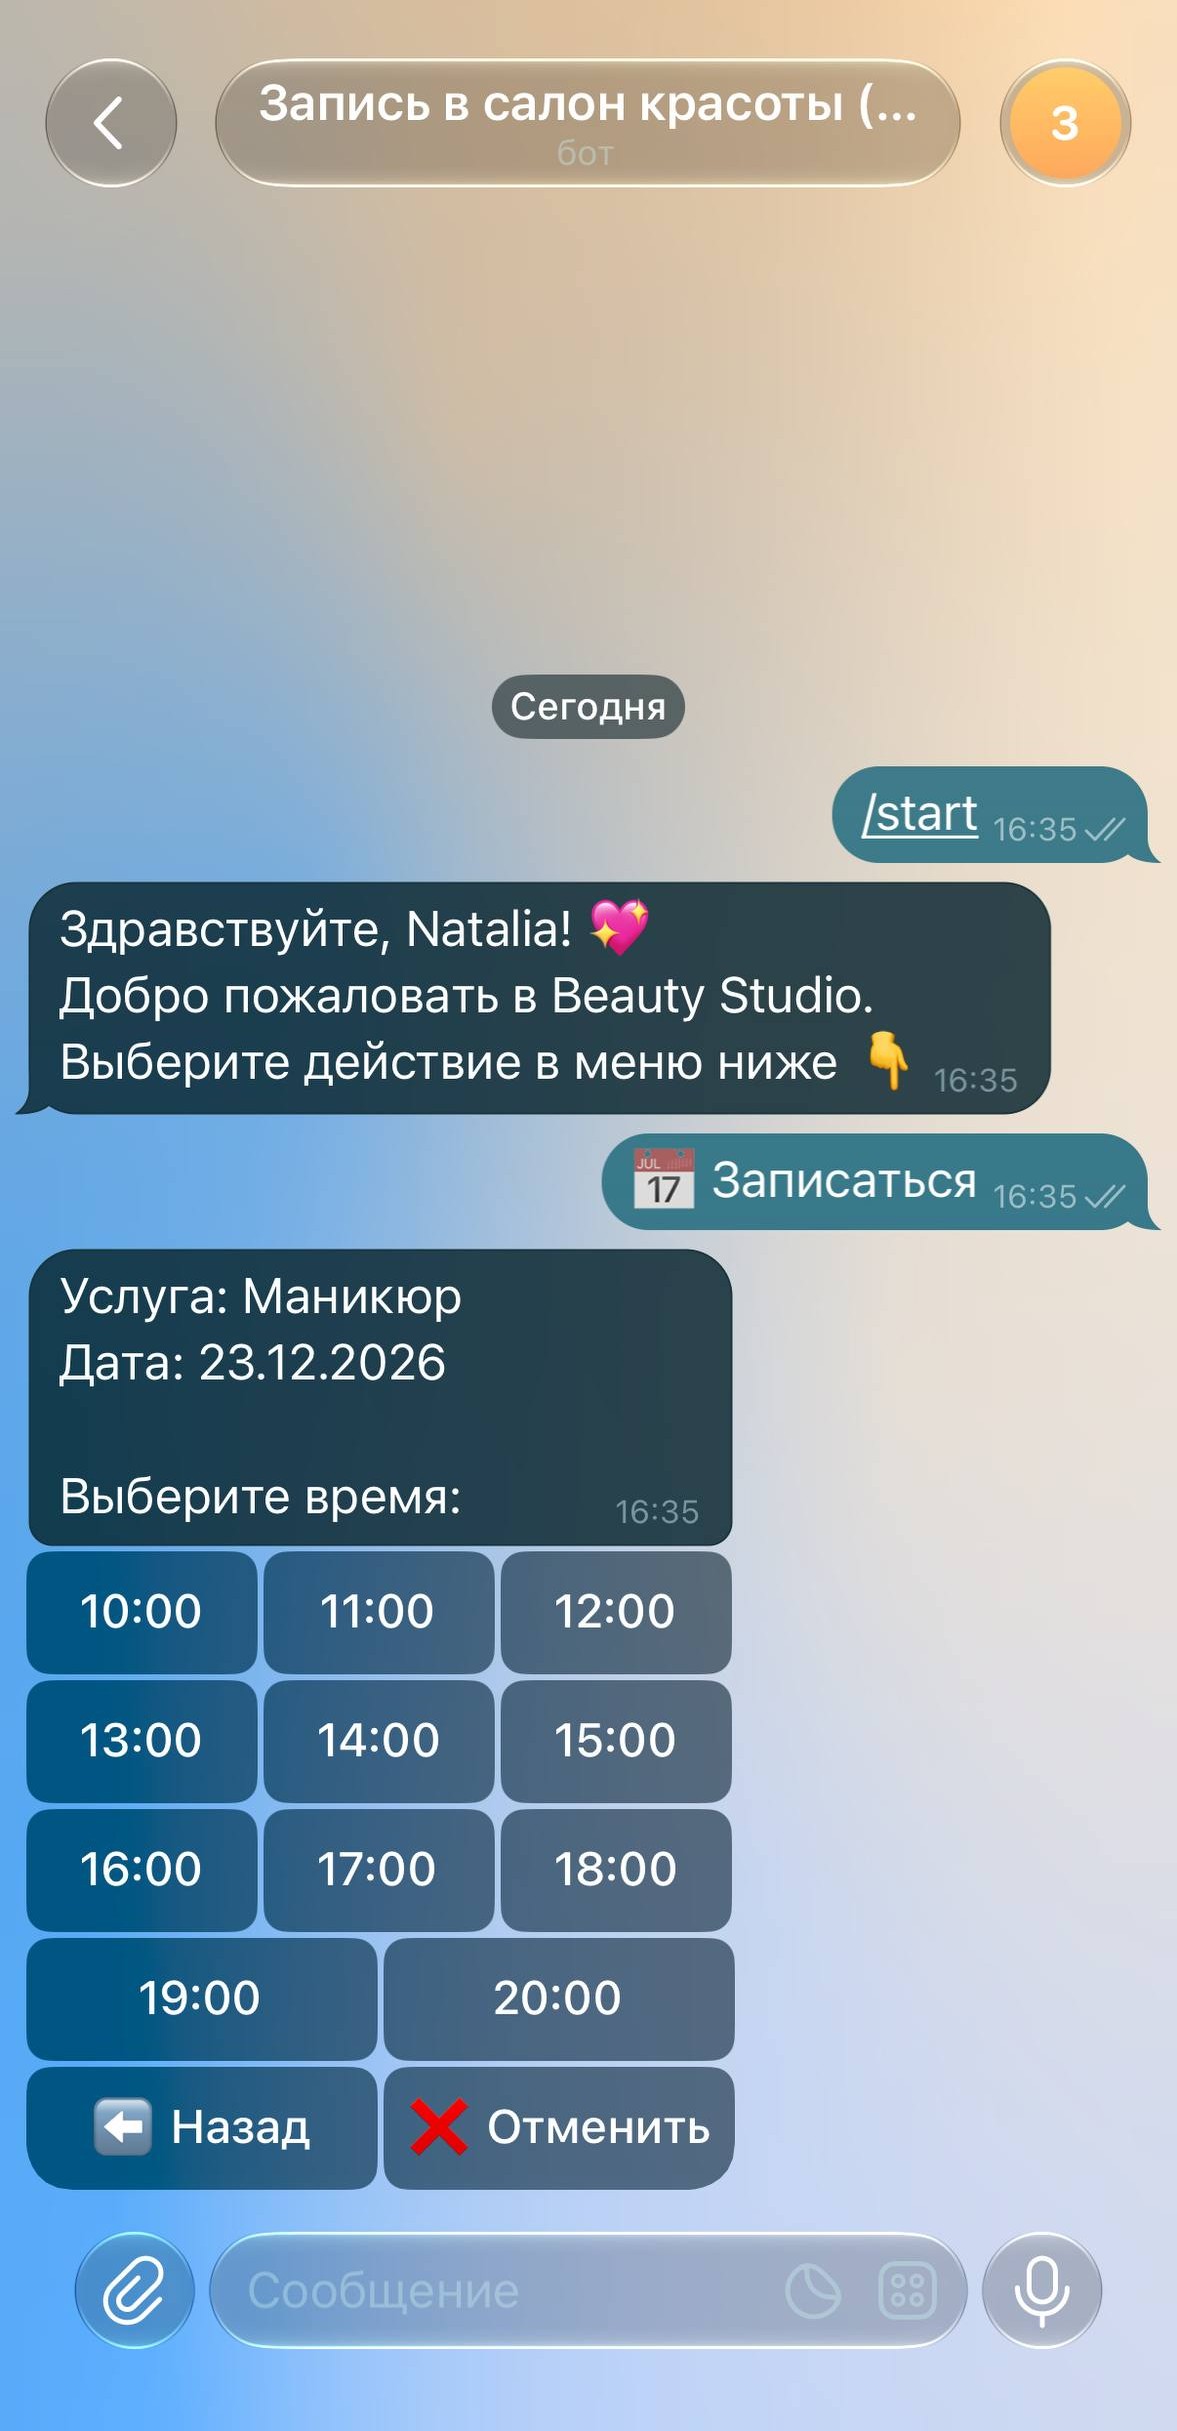 Запись в салон красоты (...
бот
З
Сегодня
/start 16:35
Здравствуйте, Natalia! 💖
Добро пожаловать в Beauty Studio.
Выберите действие в меню ниже 👇 16:35
📅 Записаться 16:35
JUL
17
Услуга: Маникюр
Дата: 23.12.2026
Выберите время: 16:35
10:00 11:00 12:00
13:00 14:00 15:00
16:00 17:00 18:00
19:00 20:00
⬅️ Назад ❌ Отменить
Сообщение